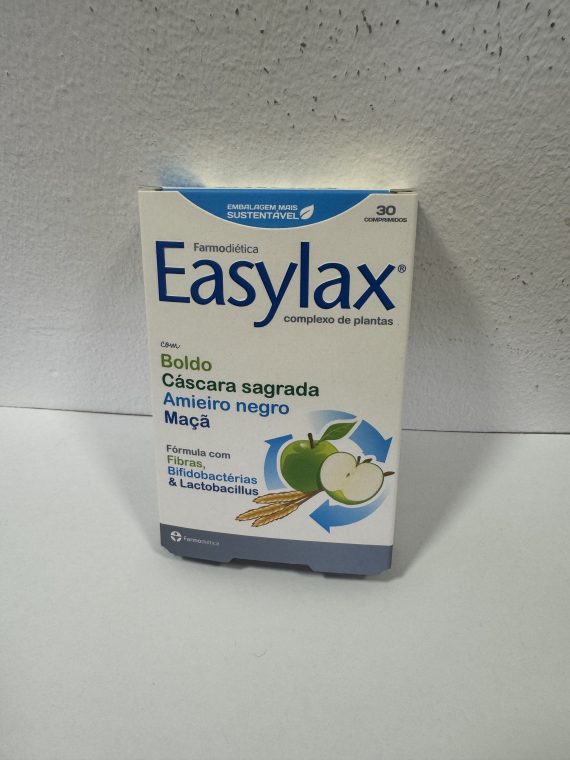 EMBALAGEM MAIS
SUSTENTÁVEL
30
COMPRIMIDOS
Farmodiética
Easylax®
complexo de plantas
com
Boldo
Cáscara sagrada
Amieiro negro
Maçã
Fórmula com
Fibras,
Bifidobactérias
& Lactobacillus
Farmodiética